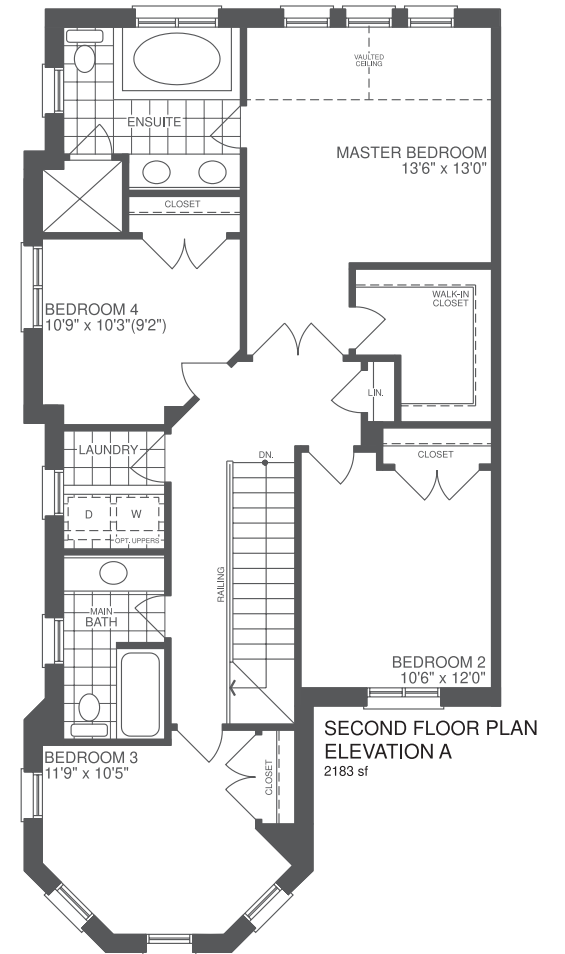 VAULTED
CEILING
ENSUITE
MASTER BEDROOM
13'6" x 13'0"
CLOSET
WALK-IN
CLOSET
BEDROOM 4
10'9" x 10'3"(9'2")
LIN.
LAUNDRY
DN.
CLOSET
D
W
OPT. UPPERS
RAILING
MAIN
BATH
BEDROOM 2
10'6" x 12'0"
SECOND FLOOR PLAN
ELEVATION A
2183 sf
BEDROOM 3
11'9" x 10'5"
CLOSET